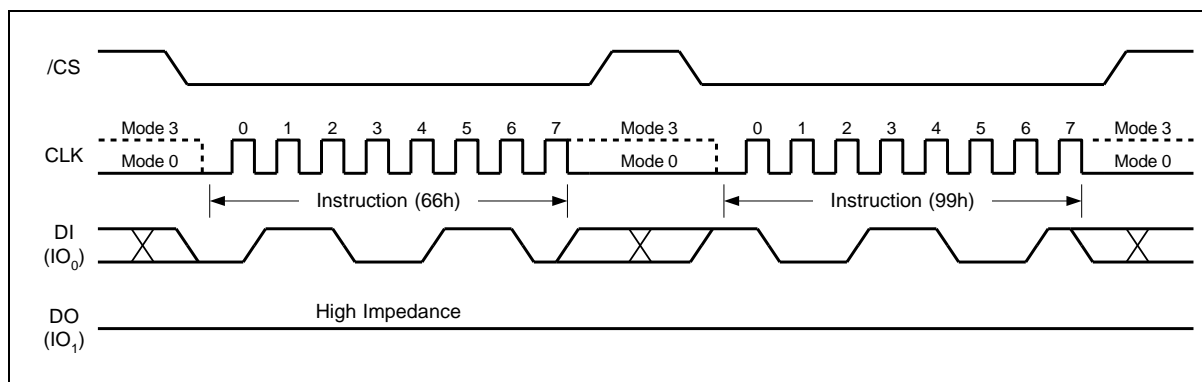 /CS
Mode 3 0 1 2 3 4 5 6 7 Mode 3 0 1 2 3 4 5 6 7 Mode 3
CLK
Mode 0 Mode 0 Mode 0
Instruction (66h) Instruction (99h)
DI
(IO0)
High Impedance
DO
(IO1)